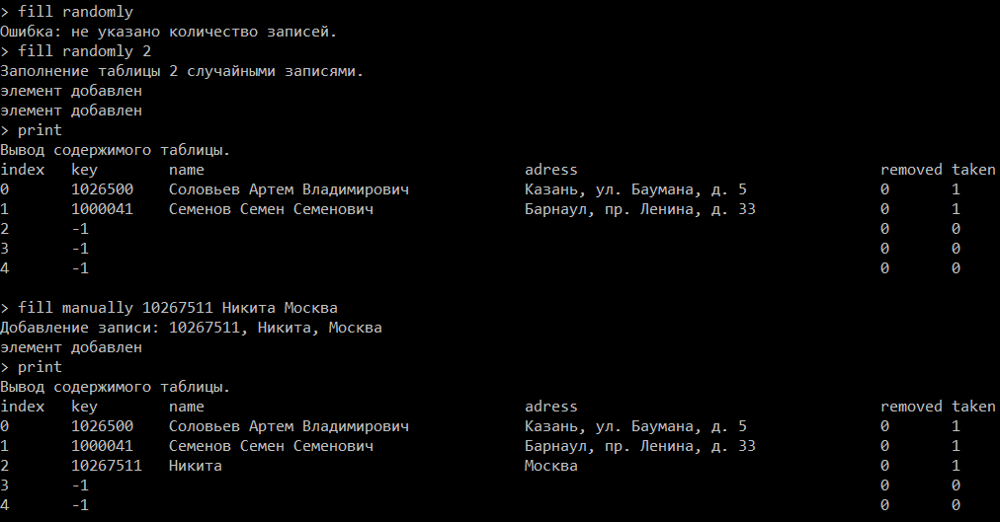 > fill randomly
Ошибка: не указано количество записей.
> fill randomly 2
Заполнение таблицы 2 случайными записями.
элемент добавлен
элемент добавлен
> print
Вывод содержимого таблицы.
index key name adress removed taken
0 1026500 Соловьев Артем Владимирович Казань, ул. Баумана, д. 5 0 1
1 1000041 Семенов Семен Семенович Барнаул, пр. Ленина, д. 33 0 1
2 -1 0 0
3 -1 0 0
4 -1 0 0
> fill manually 10267511 Никита Москва
Добавление записи: 10267511, Никита, Москва
элемент добавлен
> print
Вывод содержимого таблицы.
index key name adress removed taken
0 1026500 Соловьев Артем Владимирович Казань, ул. Баумана, д. 5 0 1
1 1000041 Семенов Семен Семенович Барнаул, пр. Ленина, д. 33 0 1
2 10267511 Никита Москва 0 1
3 -1 0 0
4 -1 0 0